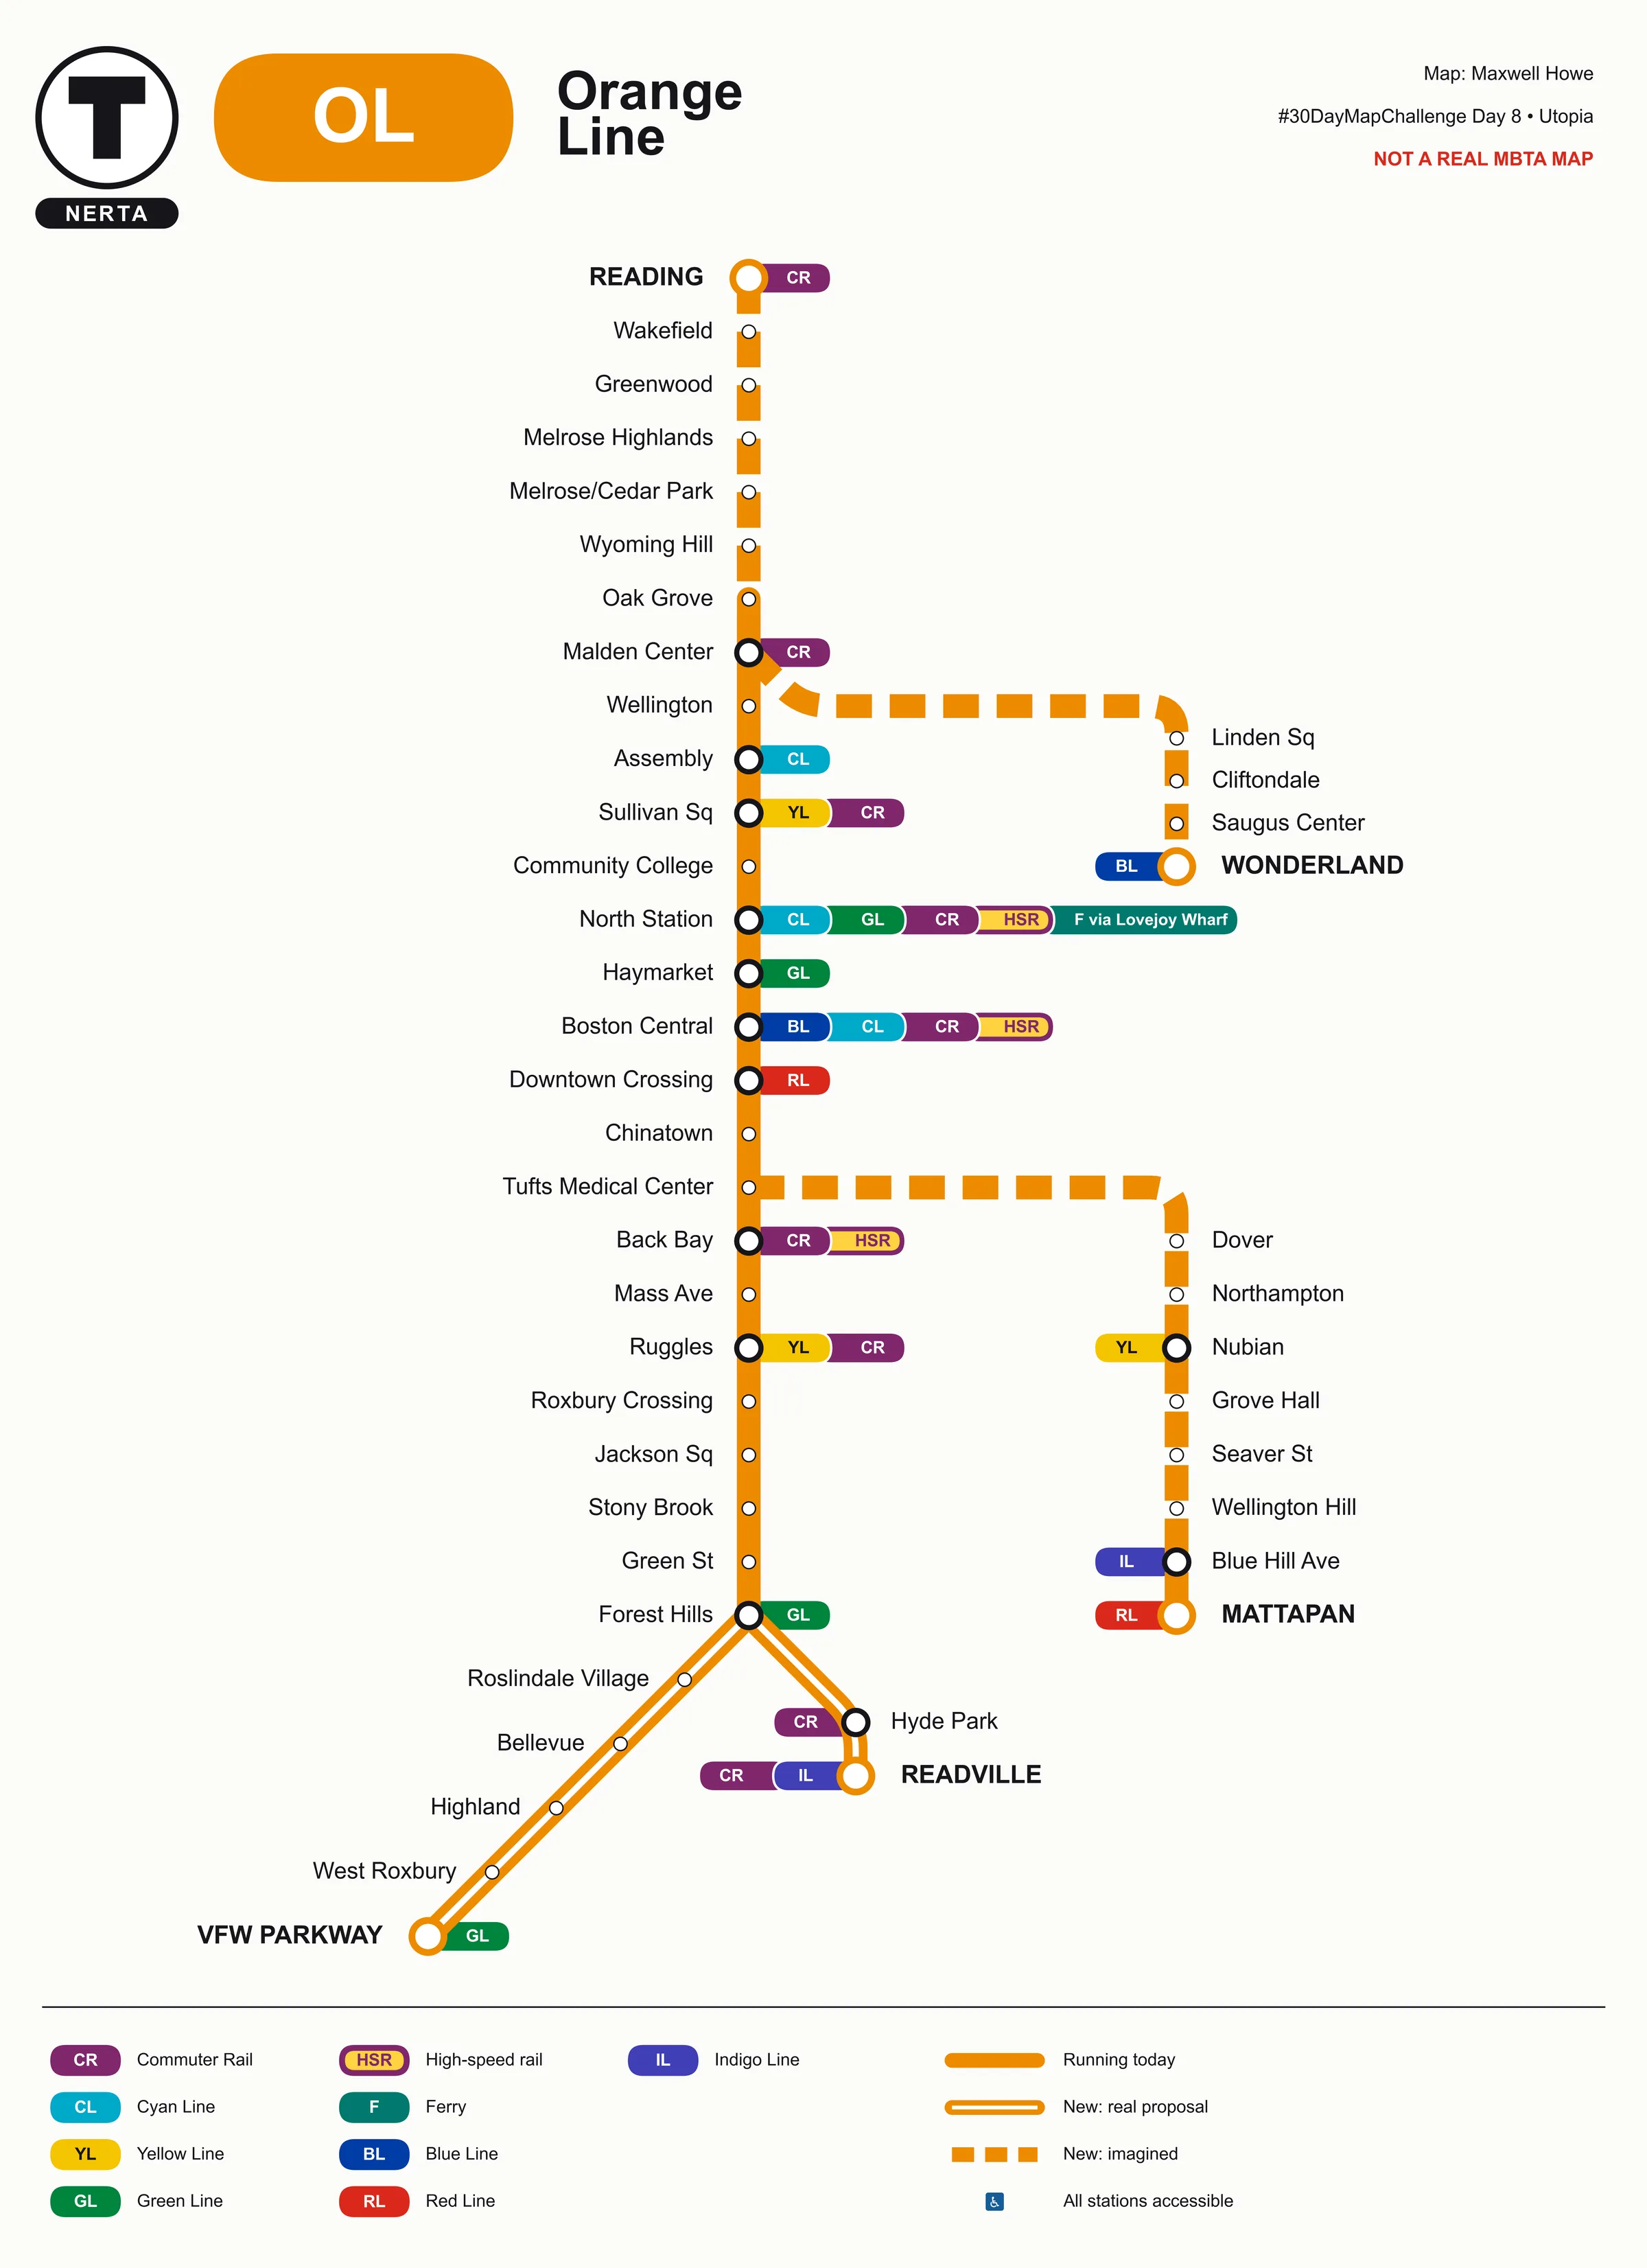 T
NERTA
OL
Orange
Line
Map: Maxwell Howe
#30DayMapChallenge Day 8 • Utopia
NOT A REAL MBTA MAP
READING CR
Wakefield
Greenwood
Melrose Highlands
Melrose/Cedar Park
Wyoming Hill
Oak Grove
Malden Center CR
Wellington
Linden Sq
Assembly CL
Cliftondale
Sullivan Sq YL CR
Saugus Center
Community College
BL WONDERLAND
North Station CL GL CR HSR F via Lovejoy Wharf
Haymarket GL
Boston Central BL CL CR HSR
Downtown Crossing RL
Chinatown
Tufts Medical Center
Back Bay CR HSR
Dover
Mass Ave
Northampton
Ruggles YL CR
YL Nubian
Roxbury Crossing
Grove Hall
Jackson Sq
Seaver St
Stony Brook
Wellington Hill
Green St
IL Blue Hill Ave
Forest Hills GL
RL MATTAPAN
Roslindale Village
CR Hyde Park
Bellevue
CR IL READVILLE
Highland
West Roxbury
VFW PARKWAY GL
CR Commuter Rail
CL Cyan Line
YL Yellow Line
GL Green Line
HSR High-speed rail
F Ferry
BL Blue Line
RL Red Line
IL Indigo Line
Running today
New: real proposal
New: imagined
All stations accessible